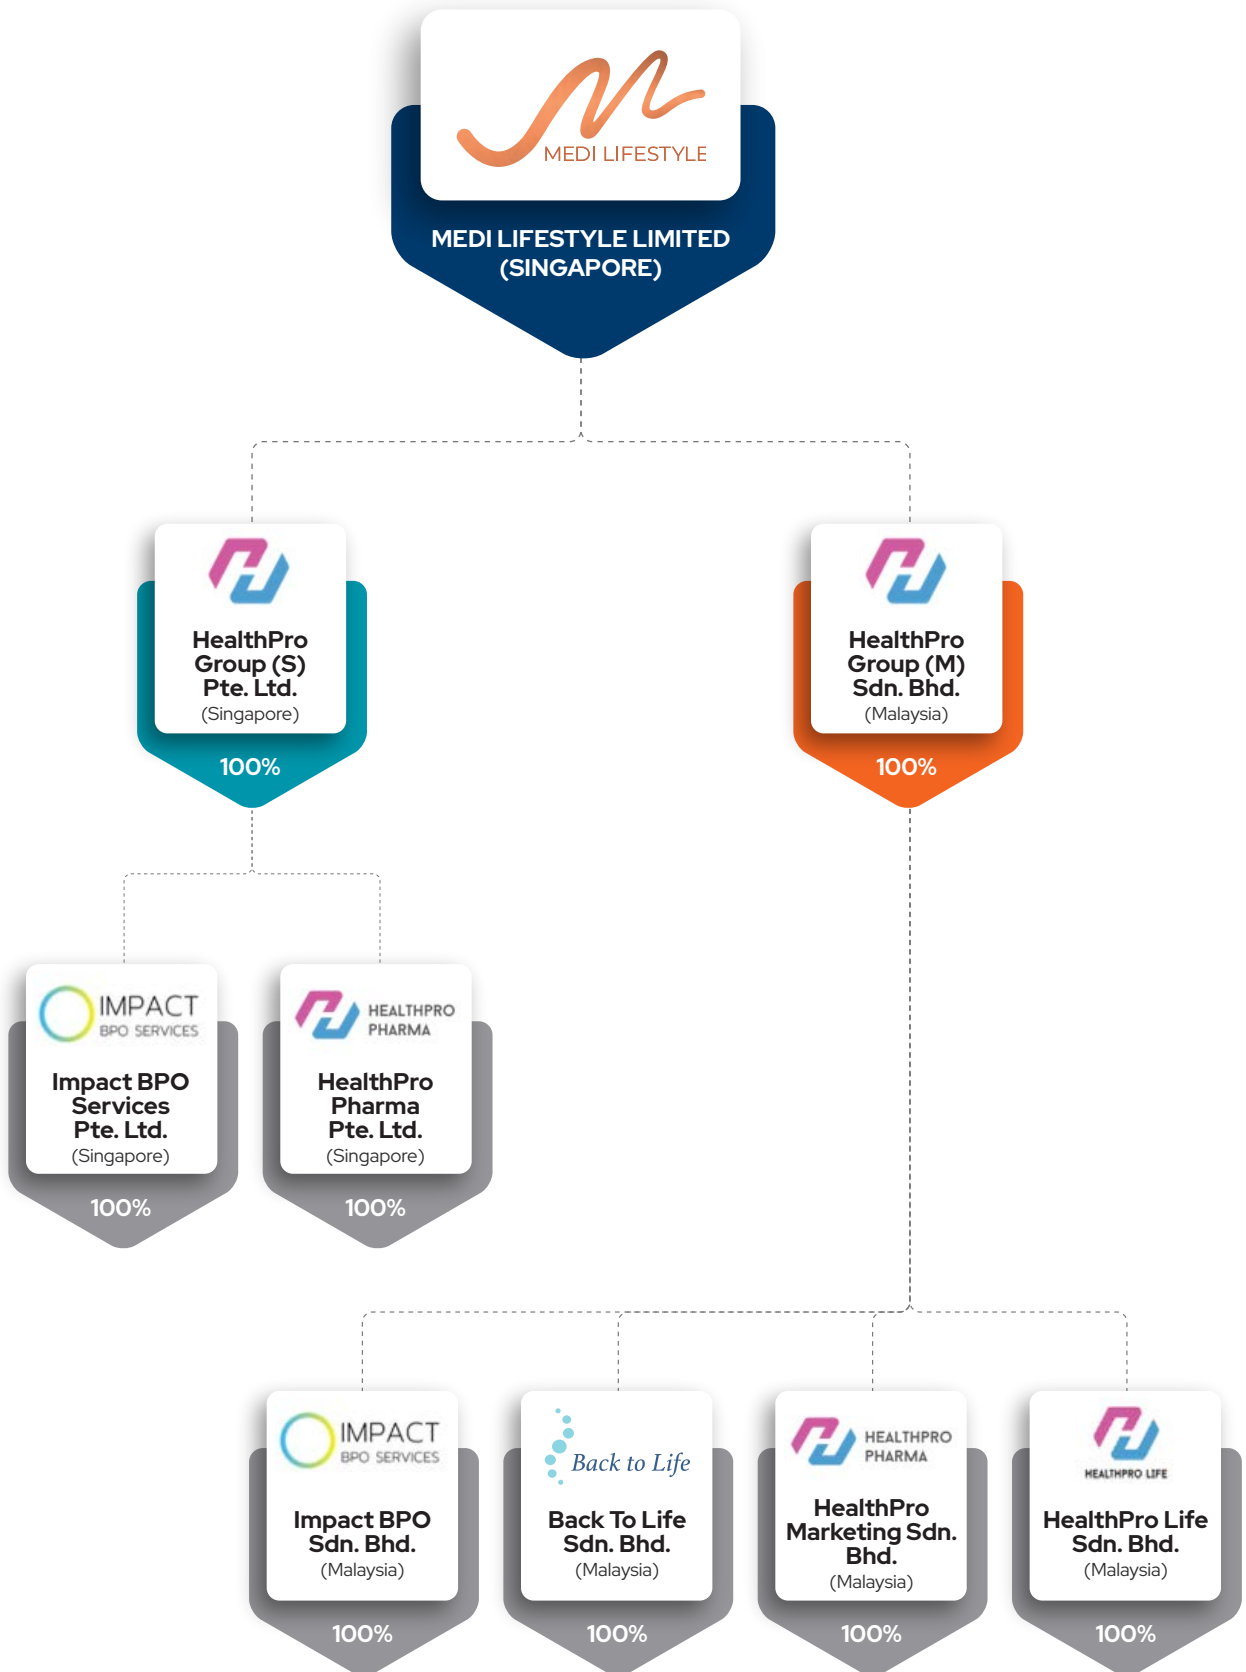 MEDI LIFESTYLE
MEDI LIFESTYLE LIMITED
(SINGAPORE)
HealthPro
Group (S)
Pte. Ltd.
(Singapore)
100%
HealthPro
Group (M)
Sdn. Bhd.
(Malaysia)
100%
IMPACT
BPO SERVICES
Impact BPO
Services
Pte. Ltd.
(Singapore)
100%
HEALTHPRO
PHARMA
HealthPro
Pharma
Pte. Ltd.
(Singapore)
100%
IMPACT
BPO SERVICES
Impact BPO
Sdn. Bhd.
(Malaysia)
100%
Back to Life
Back To Life
Sdn. Bhd.
(Malaysia)
100%
HEALTHPRO
PHARMA
HealthPro
Marketing Sdn.
Bhd.
(Malaysia)
100%
HEALTHPRO LIFE
HealthPro Life
Sdn. Bhd.
(Malaysia)
100%